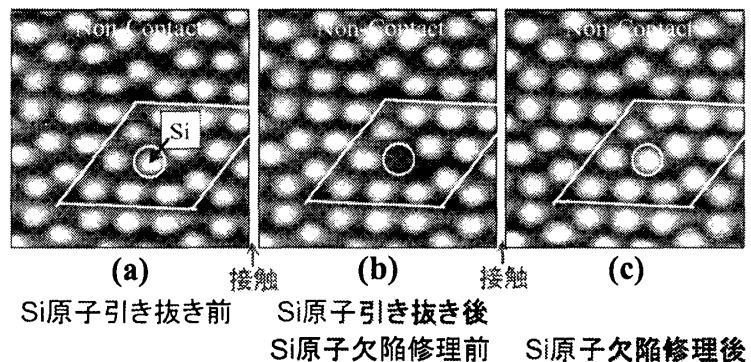 Non-Contact Non-Contact Non-Contact
Si
(a) 接触 (b) 接触 (c)
Si原子引き抜き前 Si原子引き抜き後
Si原子欠陥修理前 Si原子欠陥修理後